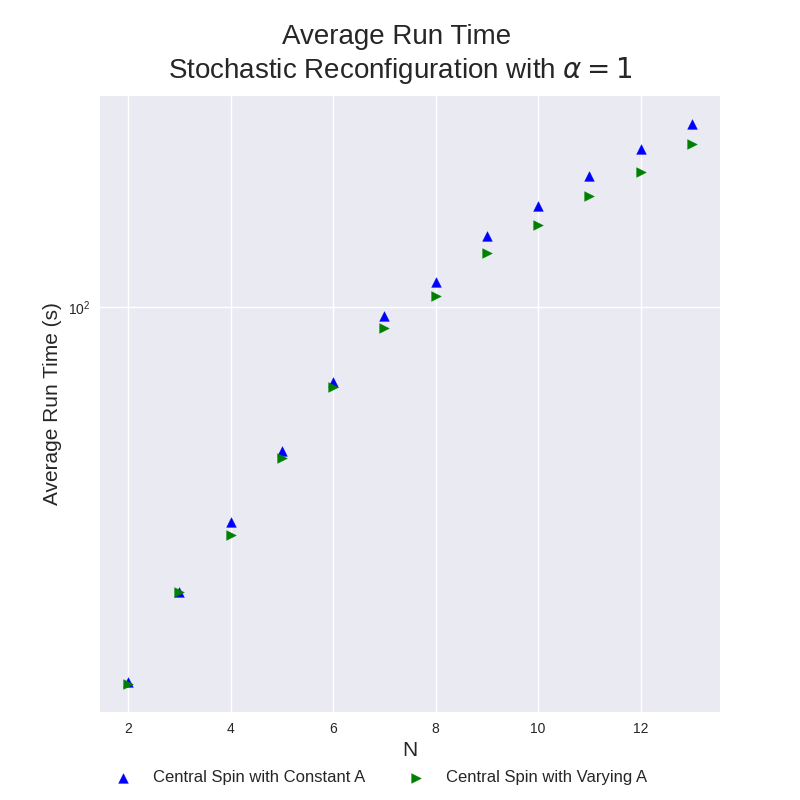 Average Run Time
Stochastic Reconfiguration with α = 1
Average Run Time (s)
10²
2 4 6 8 10 12
N
Central Spin with Constant A Central Spin with Varying A